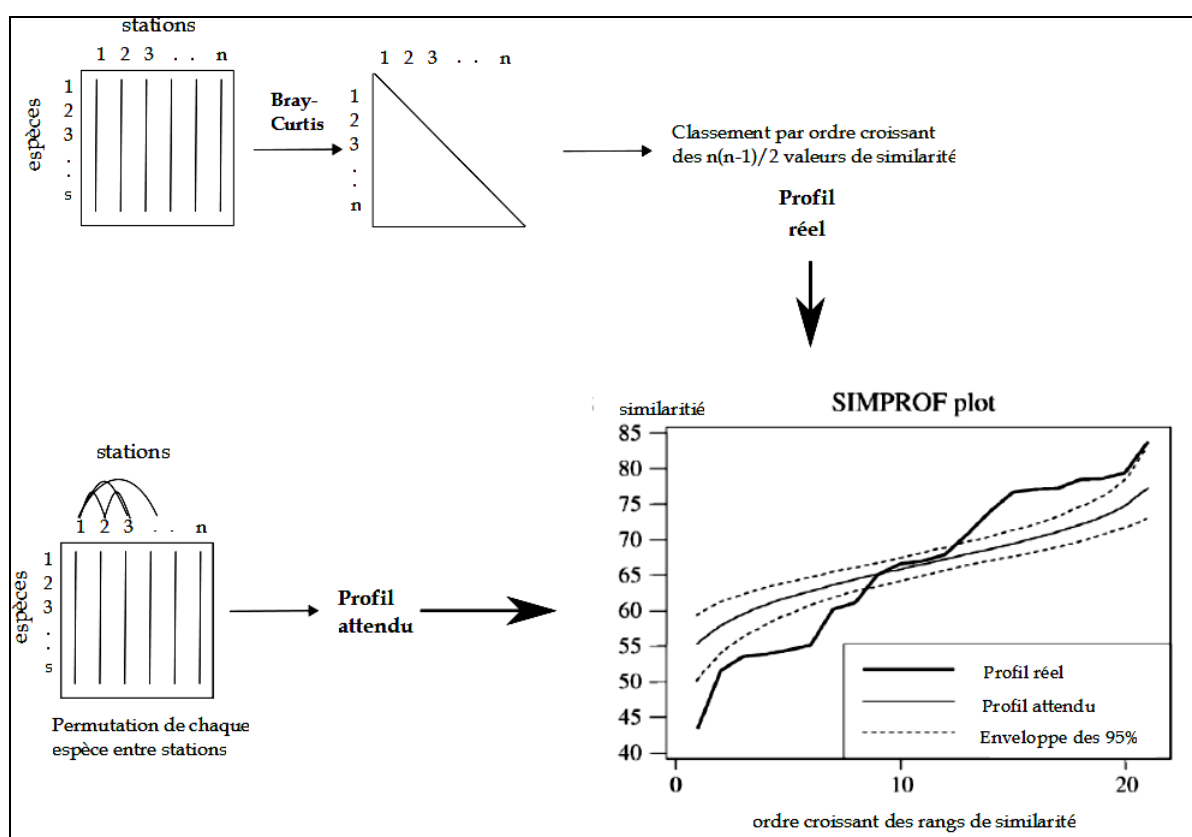 stations
1 2 3 . . n
espèces
1
2
3
.
.
s
Bray-
Curtis
1 2 3 . . n
1
2
3
.
.
n
Classement par ordre croissant
des n(n-1)/2 valeurs de similarité
Profil
réel
stations
1 2 3 . . n
espèces
1
2
3
.
.
s
Permutation de chaque
espèce entre stations
Profil
attendu
SIMPROF plot
similaritié
85
80
75
70
65
60
55
50
45
40
0 10 20
ordre croissant des rangs de similarité
Profil réel
Profil attendu
Enveloppe des 95%